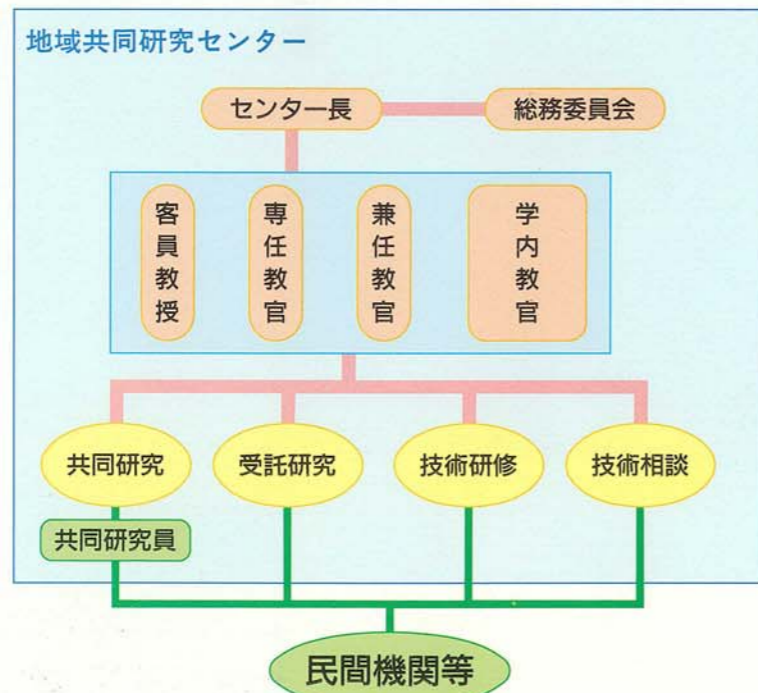 地域共同研究センター
センター長
総務委員会
客員教授
専任教官
兼任教官
学内教官
共同研究
受託研究
技術研修
技術相談
共同研究員
民間機関等